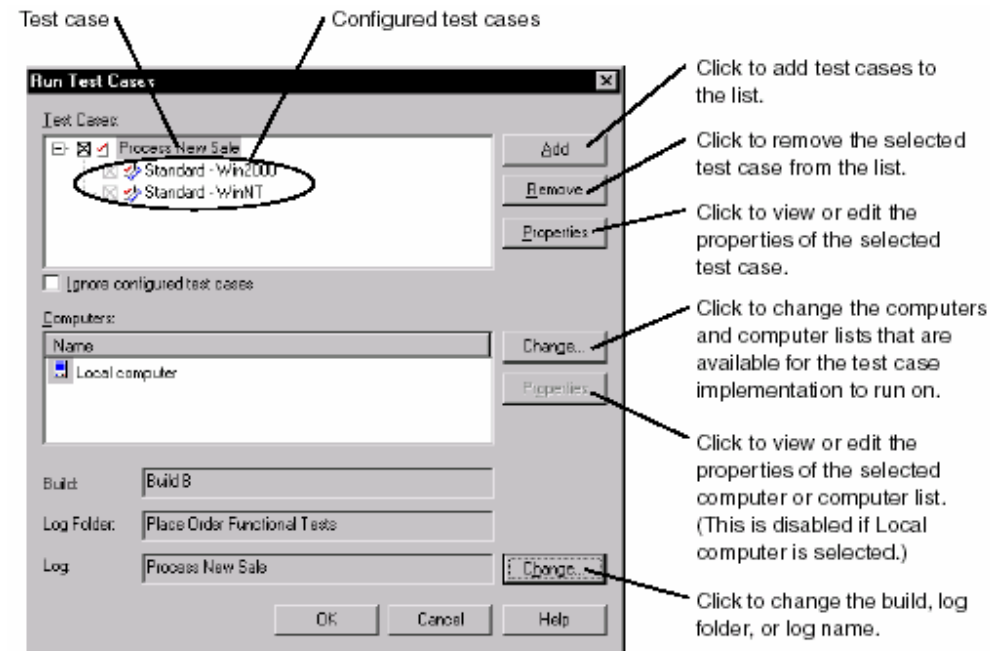 Test case
Configured test cases
Run Test Cases
Test Cases:
Process New Sale
Standard - Win2000
Standard - WinNT
Add
Remove
Properties
Ignore configured test cases
Computers:
Name
Local computer
Change...
Properties
Build:
Build B
Log Folder:
Place Order Functional Tests
Log:
Process New Sale
Change...
OK
Cancel
Help
Click to add test cases to
the list.
Click to remove the selected
test case from the list.
Click to view or edit the
properties of the selected
test case.
Click to change the computers
and computer lists that are
available for the test case
implementation to run on.
Click to view or edit the
properties of the selected
computer or computer list.
(This is disabled if Local
computer is selected.)
Click to change the build, log
folder, or log name.